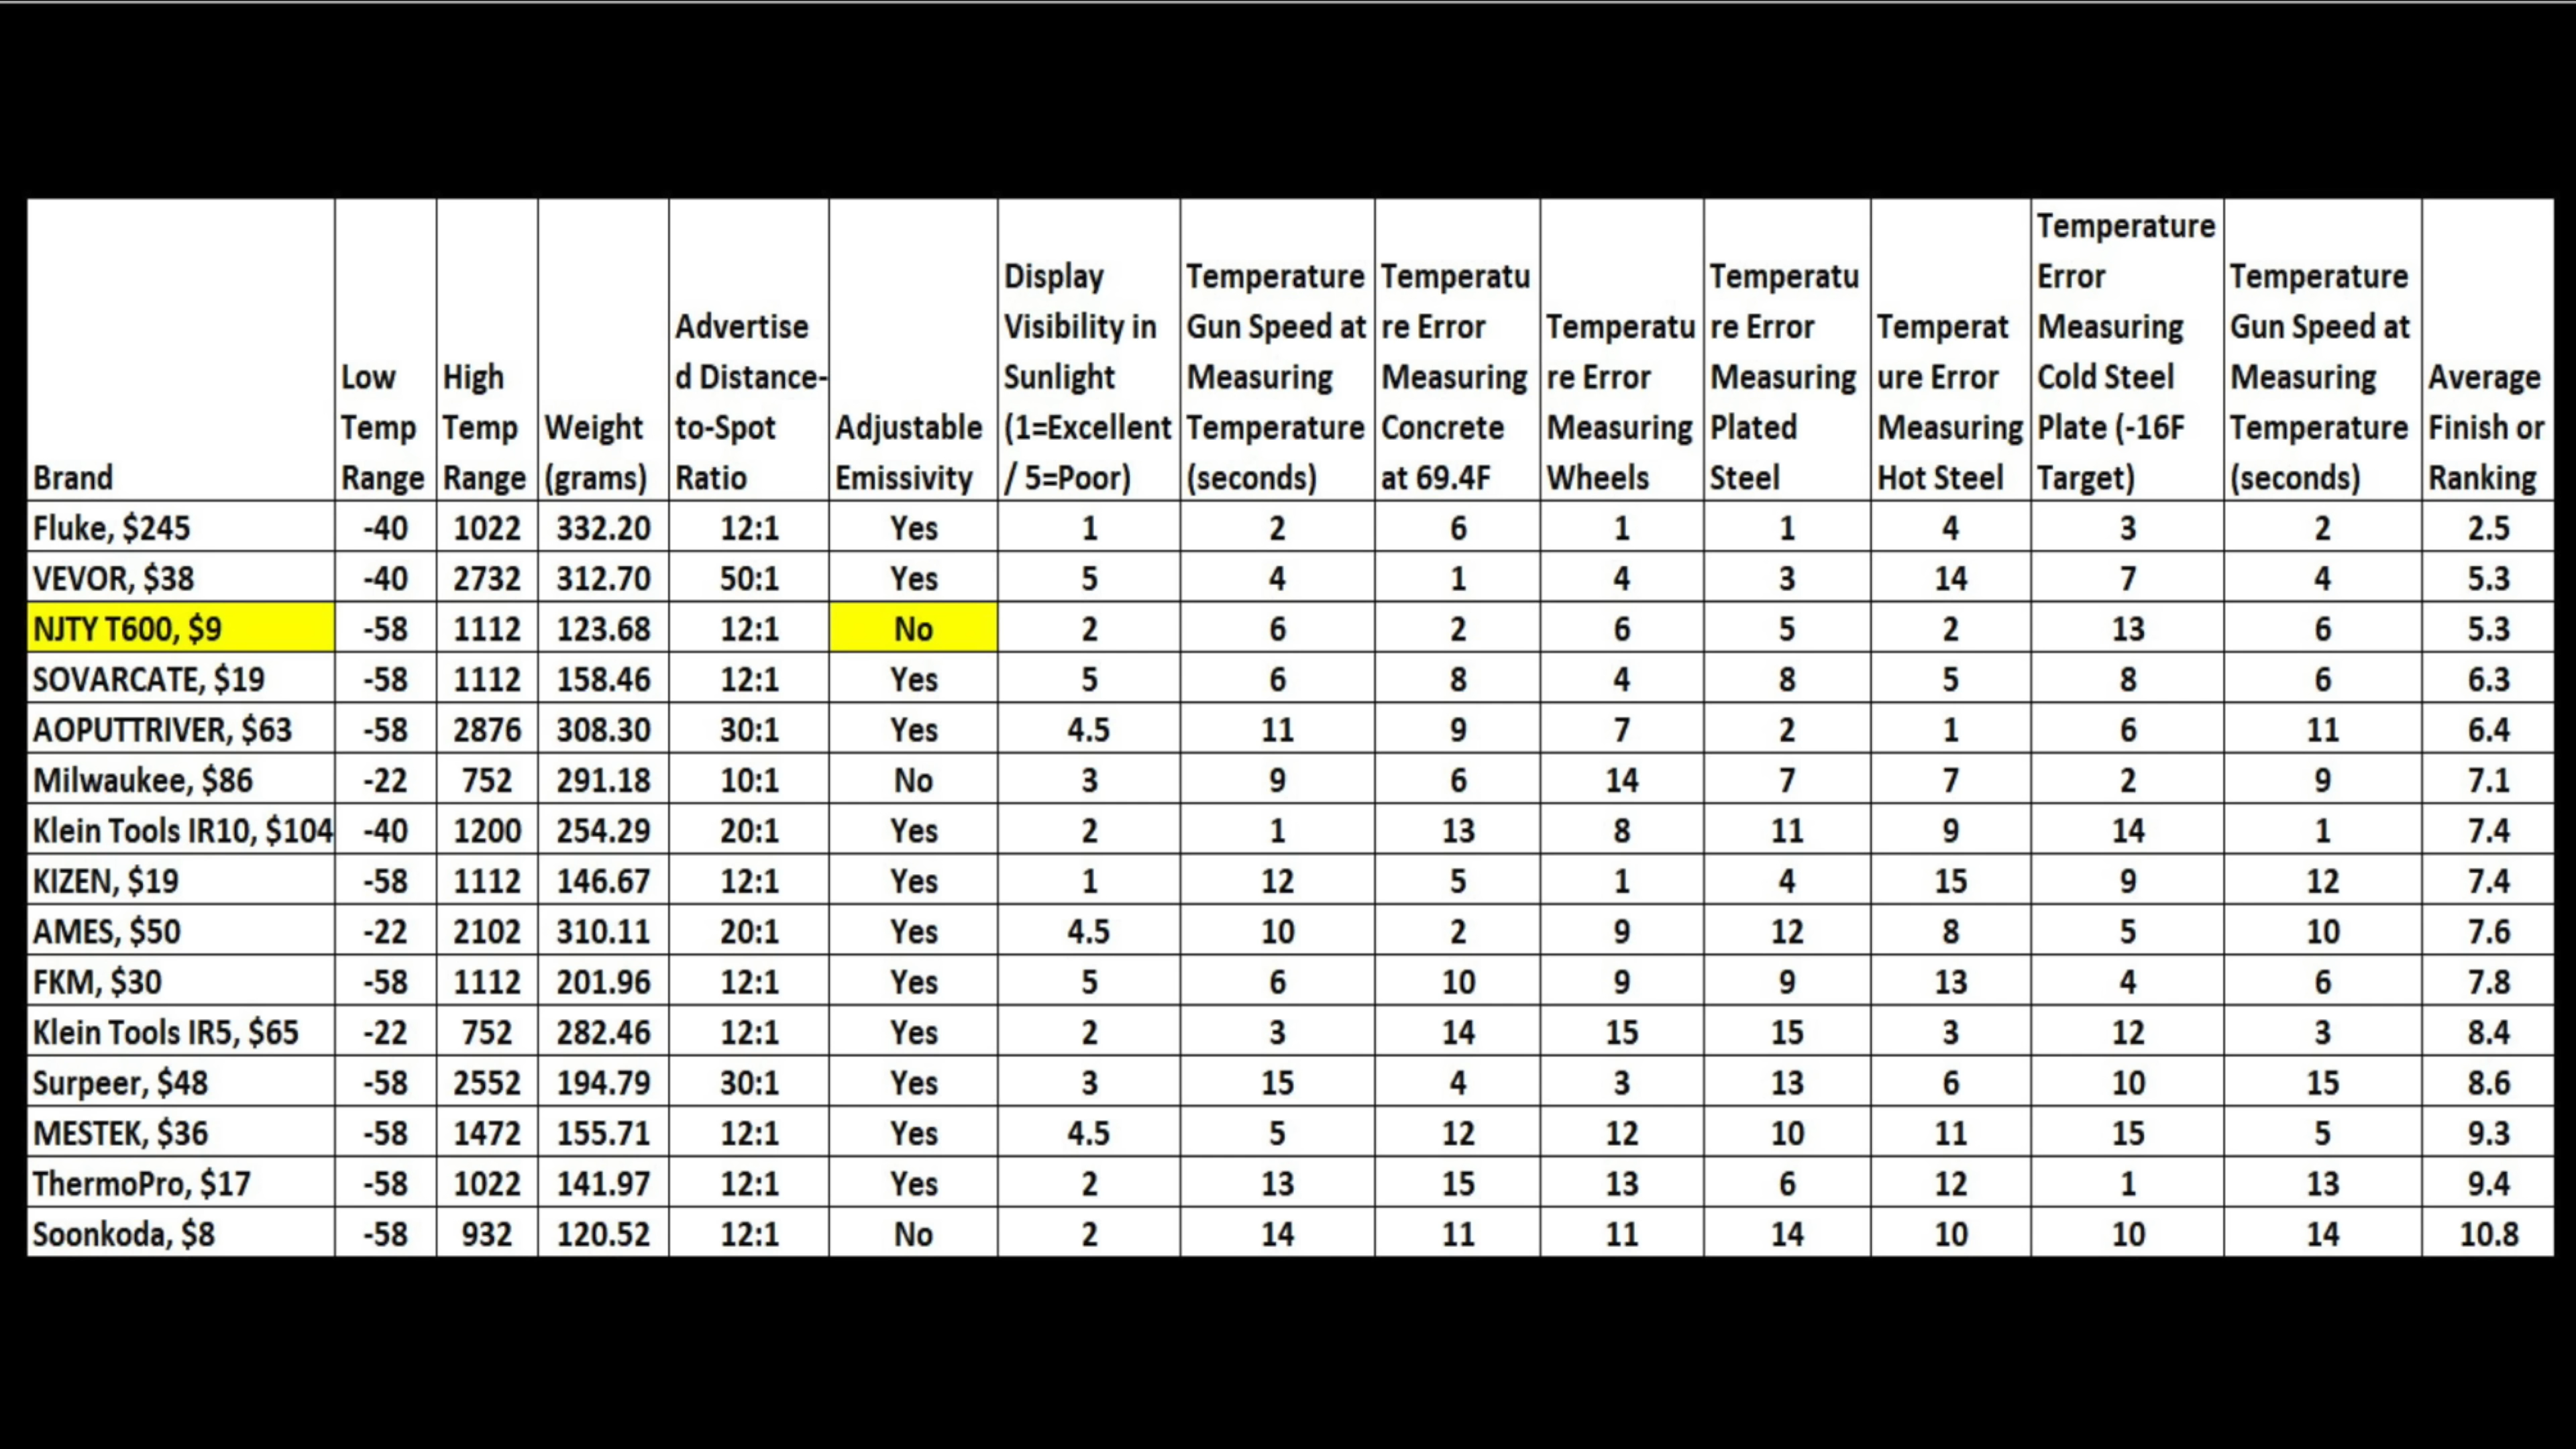 Brand
Low
Temp
Range
High
Temp
Range
Weight
(grams)
Advertise
d Distance-
to-Spot
Ratio
Adjustable
Emissivity
Display
Visibility in
Sunlight
(1=Excellent
/ 5=Poor)
Temperature
Gun Speed at
Measuring
Temperature
(seconds)
Temperatu
re Error
Measuring
Concrete
at 69.4F
Temperatu
re Error
Measuring
Wheels
Temperatu
re Error
Measuring
Plated
Steel
Temperat
ure Error
Measuring
Hot Steel
Temperature
Error
Measuring
Cold Steel
Plate (-16F
Target)
Temperature
Gun Speed at
Measuring
Temperature
(seconds)
Average
Finish or
Ranking
Fluke, $245 -40 1022 332.20 12:1 Yes 1 2 6 1 1 4 3 2 2.5
VEVOR, $38 -40 2732 312.70 50:1 Yes 5 4 1 4 3 14 7 4 5.3
NJTY T600, $9 -58 1112 123.68 12:1 No 2 6 2 6 5 2 13 6 5.3
SOVARCATE, $19 -58 1112 158.46 12:1 Yes 5 6 8 4 8 5 8 6 6.3
AOPUTTRIVER, $63 -58 2876 308.30 30:1 Yes 4.5 11 9 7 2 1 6 11 6.4
Milwaukee, $86 -22 752 291.18 10:1 No 3 9 6 14 7 7 2 9 7.1
Klein Tools IR10, $104 -40 1200 254.29 20:1 Yes 2 1 13 8 11 9 14 1 7.4
KIZEN, $19 -58 1112 146.67 12:1 Yes 1 12 5 1 4 15 9 12 7.4
AMES, $50 -22 2102 310.11 20:1 Yes 4.5 10 2 9 12 8 5 10 7.6
FKM, $30 -58 1112 201.96 12:1 Yes 5 6 10 9 9 13 4 6 7.8
Klein Tools IR5, $65 -22 752 282.46 12:1 Yes 2 3 14 15 15 3 12 3 8.4
Surpeer, $48 -58 2552 194.79 30:1 Yes 3 15 4 3 13 6 10 15 8.6
MESTEK, $36 -58 1472 155.71 12:1 Yes 4.5 5 12 12 10 11 15 5 9.3
ThermoPro, $17 -58 1022 141.97 12:1 Yes 2 13 15 13 6 12 1 13 9.4
Soonkoda, $8 -58 932 120.52 12:1 No 2 14 11 11 14 10 10 14 10.8